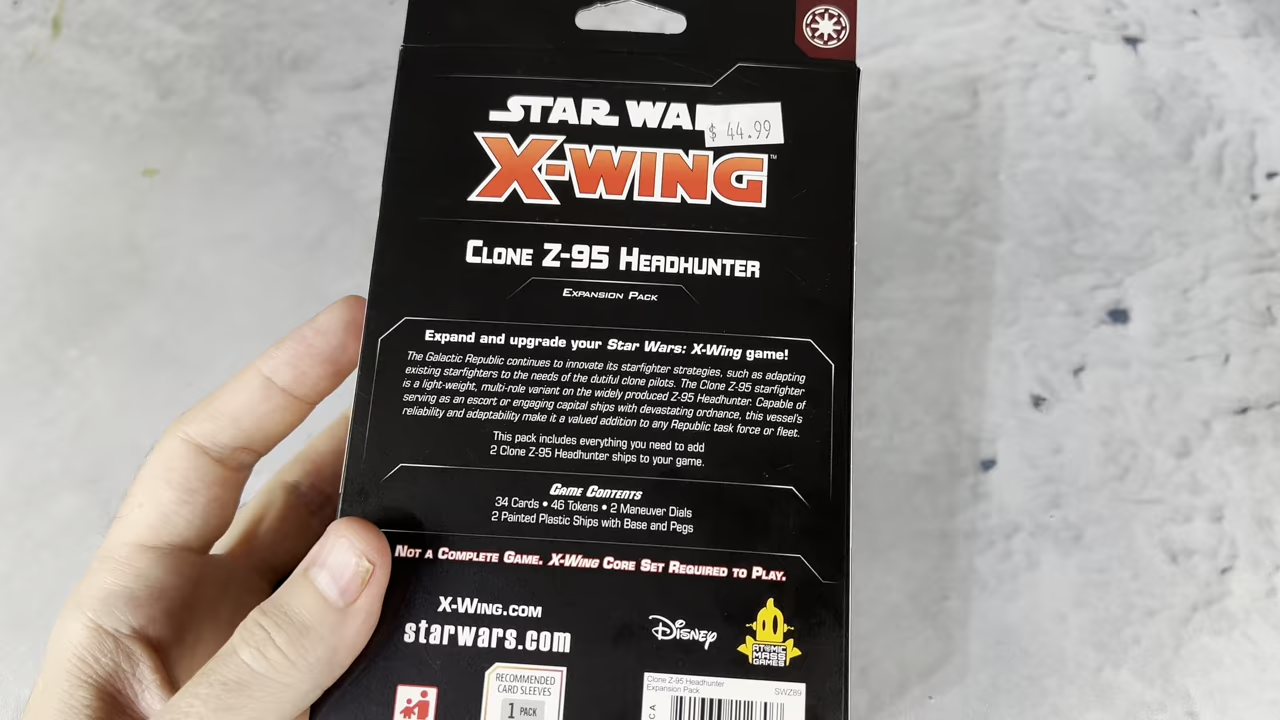 STAR WA
$ 44.99
X-WING™
CLONE Z-95 HEADHUNTER
EXPANSION PACK
Expand and upgrade your Star Wars: X-Wing game!
The Galactic Republic continues to innovate its starfighter strategies, such as adapting
existing starfighters to the needs of the dutiful clone pilots. The Clone Z-95 starfighter
is a light-weight, multi-role variant on the widely produced Z-95 Headhunter. Capable of
serving as an escort or engaging capital ships with devastating ordnance, this vessel's
reliability and adaptability make it a valued addition to any Republic task force or fleet.
This pack includes everything you need to add
2 Clone Z-95 Headhunter ships to your game.
GAME CONTENTS
34 Cards • 46 Tokens • 2 Maneuver Dials
2 Painted Plastic Ships with Base and Pegs
NOT A COMPLETE GAME. X-WING CORE SET REQUIRED TO PLAY.
X-WING.COM
starwars.com
DISNEY
ATOMIC
MASS
GAMES
RECOMMENDED
CARD SLEEVES
1 PACK
Clone Z-95 Headhunter
Expansion Pack
SWZ89
C A